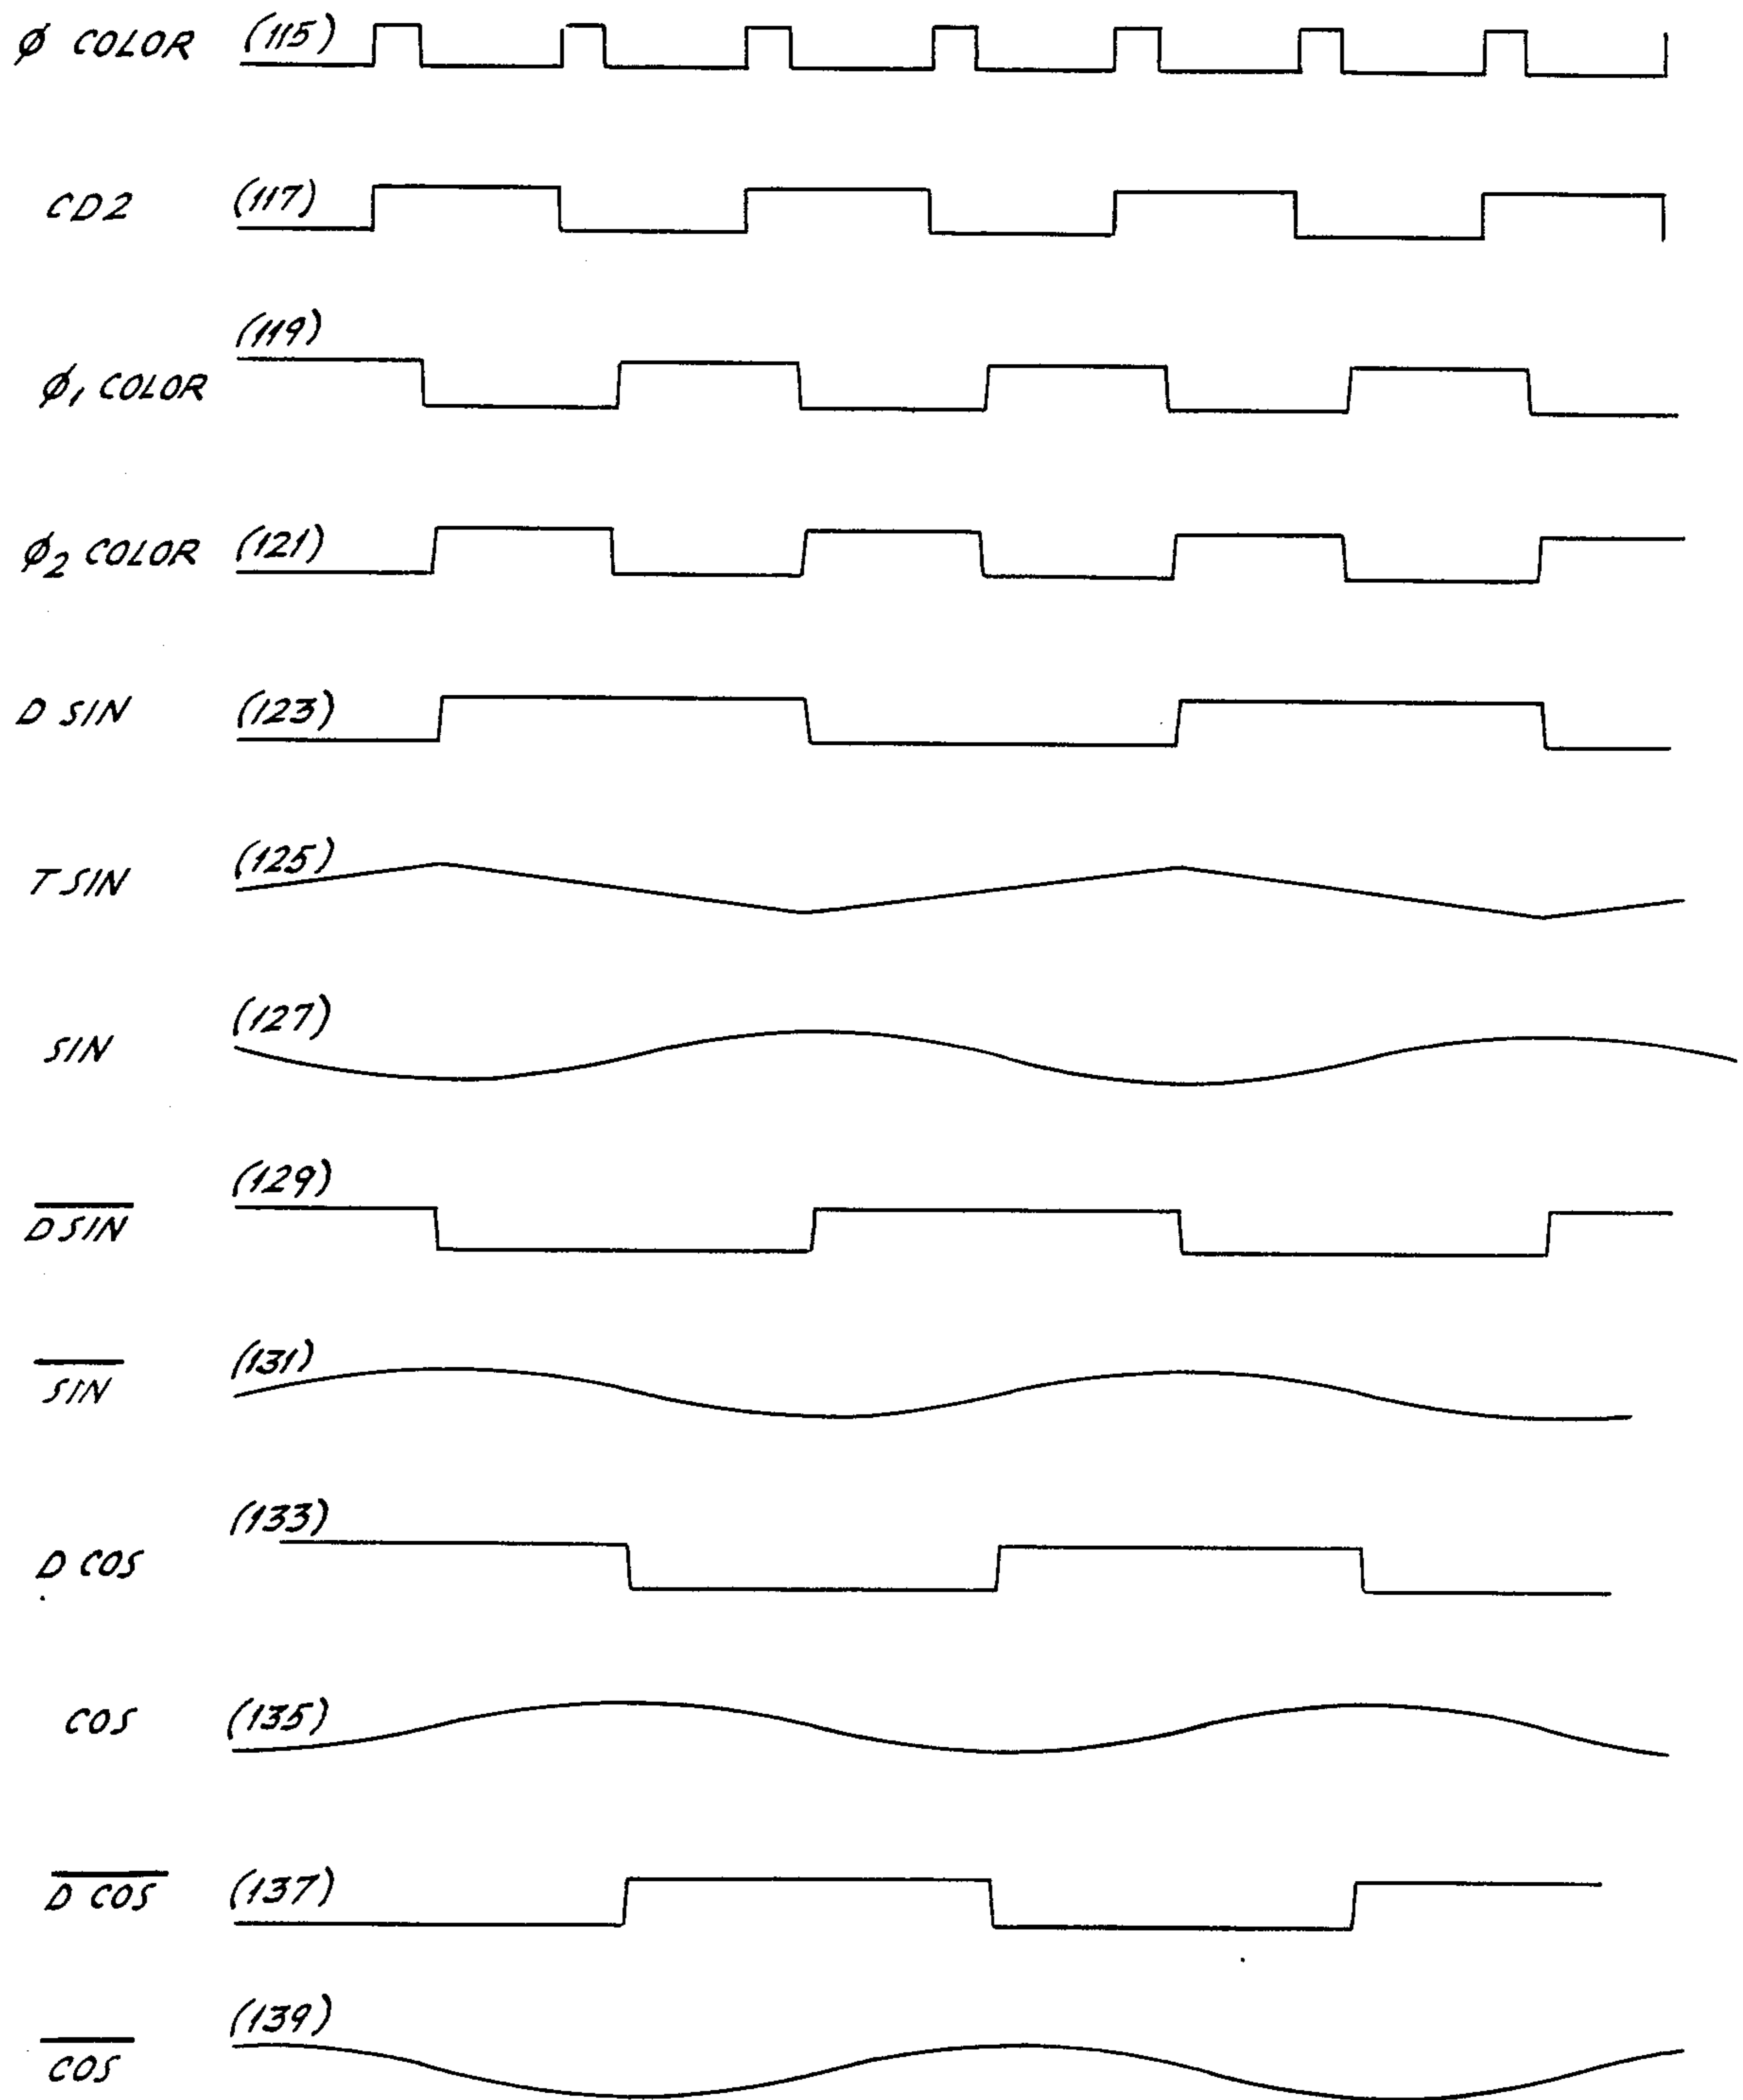 ø COLOR (115)
CD2 (117)
(119)
ø₁ COLOR
ø₂ COLOR (121)
D SIN (123)
T SIN (125)
SIN (127)
D SIN (129)
SIN (131)
D COS (133)
COS (135)
D COS (137)
COS (139)